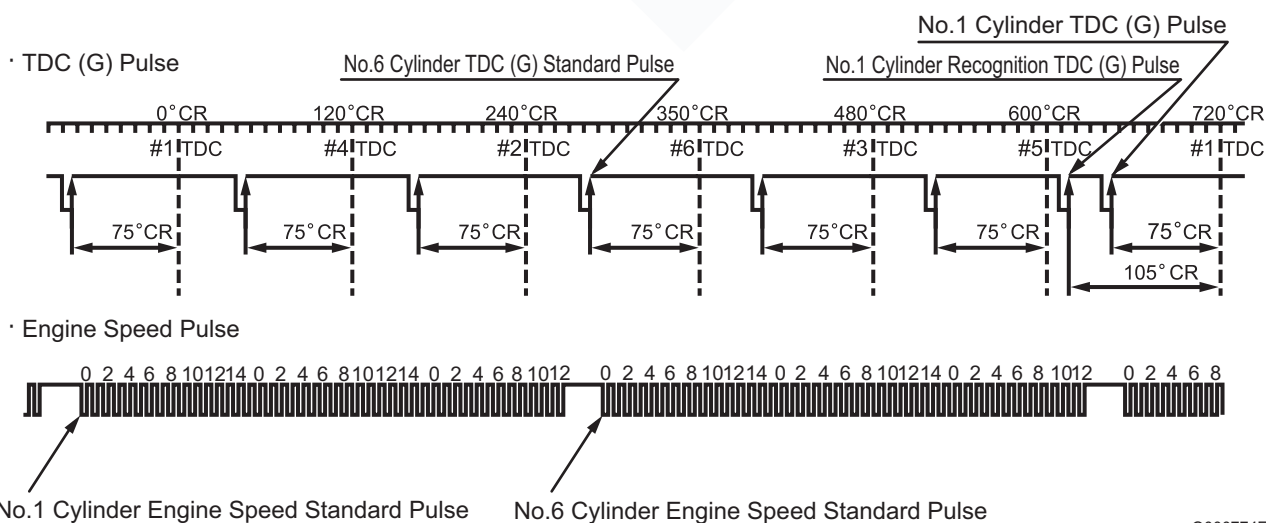 No.1 Cylinder TDC (G) Pulse
· TDC (G) Pulse
No.6 Cylinder TDC (G) Standard Pulse
No.1 Cylinder Recognition TDC (G) Pulse
0°CR 120°CR 240°CR 350°CR 480°CR 600°CR 720°CR
#1 TDC #4 TDC #2 TDC #6 TDC #3 TDC #5 TDC #1 TDC
75°CR 75°CR 75°CR 75°CR 75°CR 75°CR 75°CR
105°CR
· Engine Speed Pulse
0 2 4 6 8 10 12 14 0 2 4 6 8 10 12 14 0 2 4 6 8 10 12 0 2 4 6 8 10 12 14 0 2 4 6 8 10 12 14 0 2 4 6 8 10 12 0 2 4 6 8
No.1 Cylinder Engine Speed Standard Pulse No.6 Cylinder Engine Speed Standard Pulse